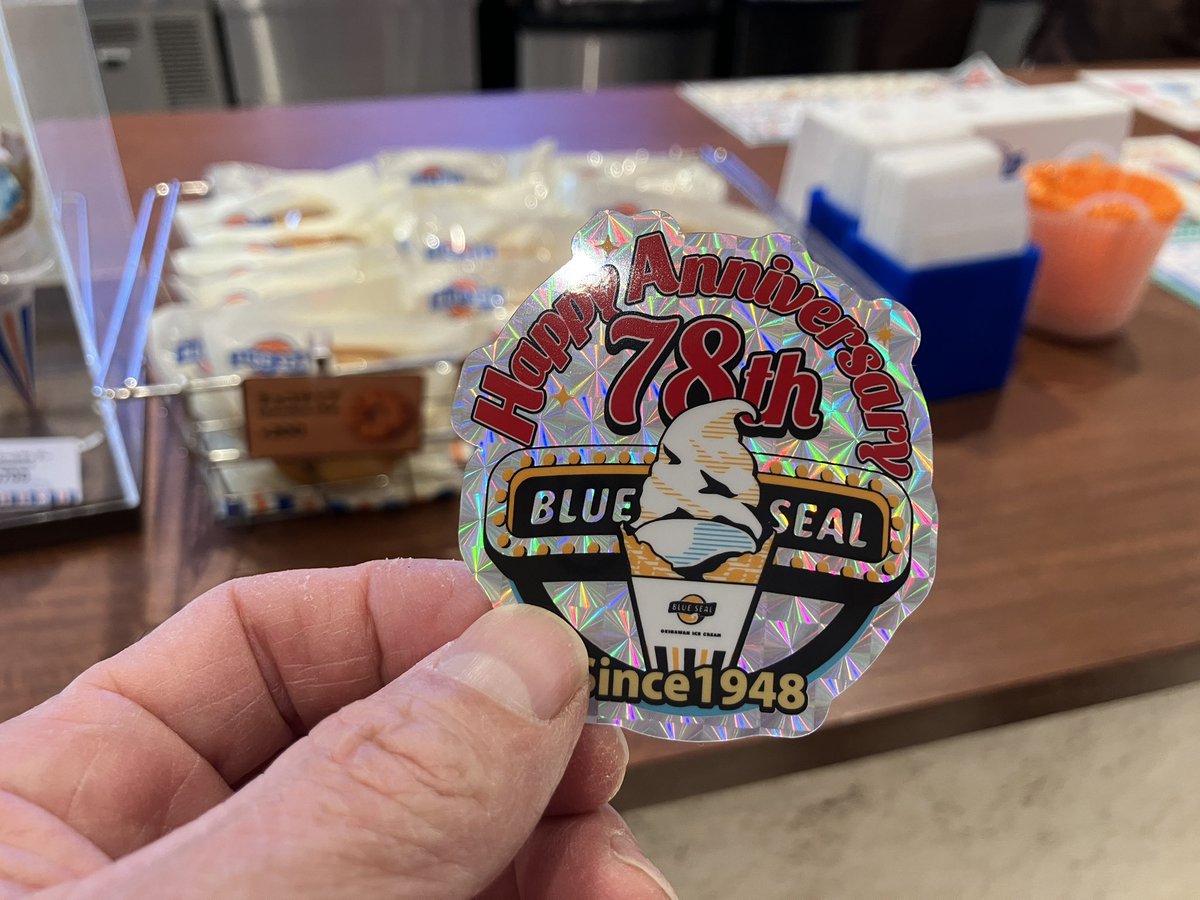 Happy Anniversary
78th
BLUE SEAL
BLUE SEAL
OKINAWAN ICE CREAM
Since1948